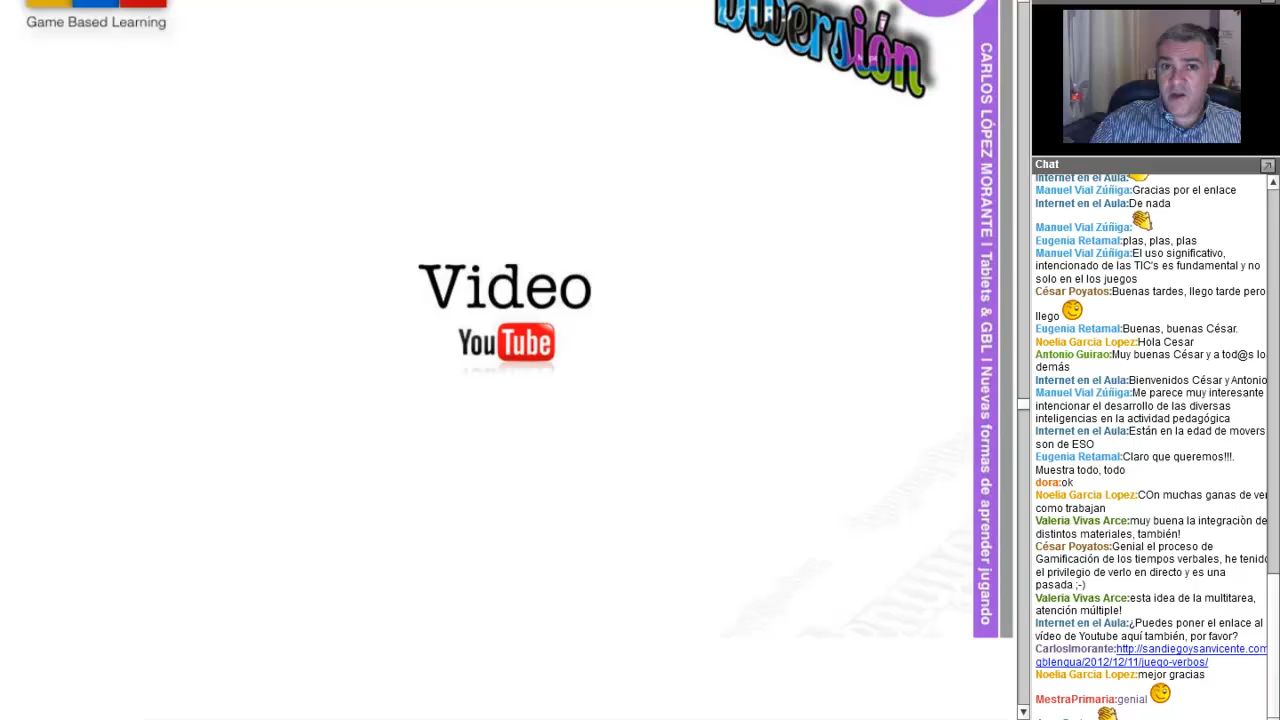 Game Based Learning
Diversión
CARLOS LÓPEZ MORANTE | Tablets & GBL | Nuevas formas de aprender jugando
Video
YouTube
Chat
Internet en el Aula:
Manuel Vial Zúñiga:Gracias por el enlace
Internet en el Aula:De nada
Manuel Vial Zúñiga:
Eugenia Retamal:plas, plas, plas
Manuel Vial Zúñiga:El uso significativo,
intencionado de las TIC's es fundamental y no
solo en el los juegos
César Poyatos:Buenas tardes, llego tarde pero
llego
Eugenia Retamal:Buenas, buenas César.
Noelia Garcia Lopez:Hola Cesar
Antonio Guirao:Muy buenas César y a tod@s lo
demás
Internet en el Aula:Bienvenidos César y Antonio
Manuel Vial Zúñiga:Me parece muy interesante
intencionar el desarrollo de las diversas
inteligencias en la actividad pedagógica
Internet en el Aula:Están en la edad de movers
son de ESO
Eugenia Retamal:Claro que queremos!!!.
Muestra todo, todo
dora:ok
Noelia Garcia Lopez:COn muchas ganas de ver
como trabajan
Valeria Vivas Arce:muy buena la integraciòn de
distintos materiales, también!
César Poyatos:Genial el proceso de
Gamificación de los tiempos verbales, he tenido
el privilegio de verlo en directo y es una
pasada ;-)
Valeria Vivas Arce:esta idea de la multitarea,
atención múltiple!
Internet en el Aula:¿Puedes poner el enlace al
vídeo de Youtube aquí también, por favor?
Carloslmorante:http://sandiegoysanvicente.com
gblengua/2012/12/11/juego-verbos/
Noelia Garcia Lopez:mejor gracias
MestraPrimaria:genial